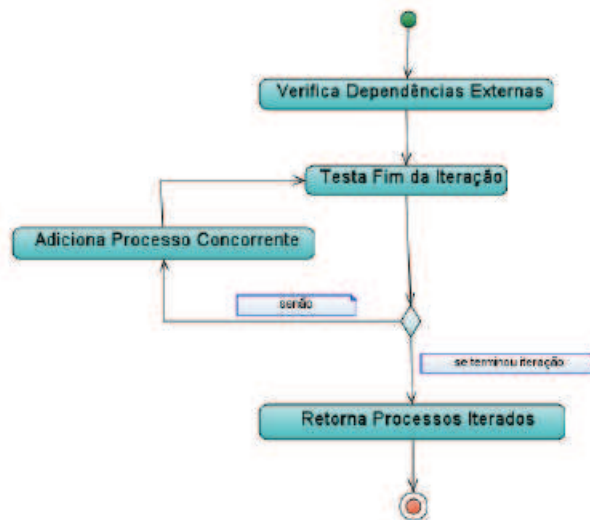 Verifica Dependências Externas
Testa Fim da Iteração
Adiciona Processo Concorrente
senão
se terminou iteração
Retorna Processos Iterados